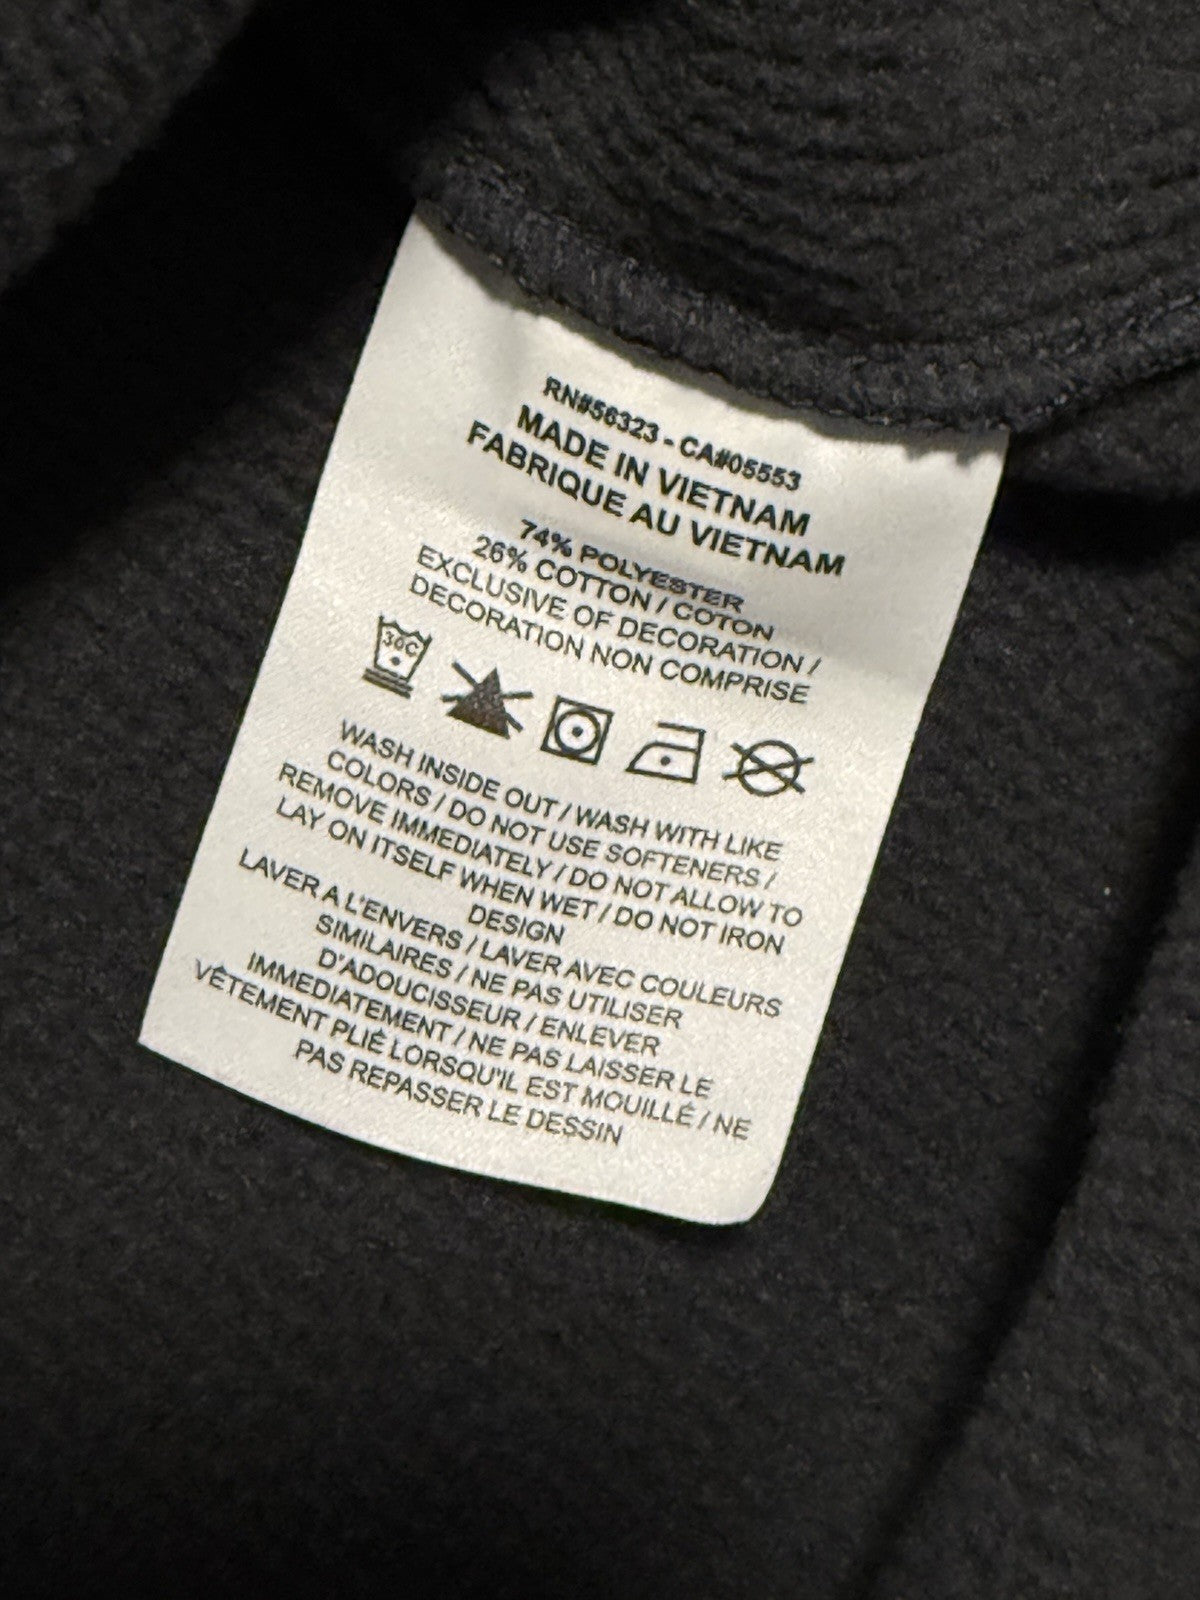 RN#56323 - CA#05553
MADE IN VIETNAM
FABRIQUE AU VIETNAM
74% POLYESTER
26% COTTON / COTON
EXCLUSIVE OF DECORATION /
DECORATION NON COMPRISE
30C
WASH INSIDE OUT / WASH WITH LIKE
COLORS / DO NOT USE SOFTENERS /
REMOVE IMMEDIATELY / DO NOT ALLOW TO
LAY ON ITSELF WHEN WET / DO NOT IRON
DESIGN
LAVER A L'ENVERS / LAVER AVEC COULEURS
SIMILAIRES / NE PAS UTILISER
D'ADOUCISSEUR / ENLEVER
IMMEDIATEMENT / NE PAS LAISSER LE
VÊTEMENT PLIÉ LORSQU'IL EST MOUILLÉ / NE
PAS REPASSER LE DESSIN